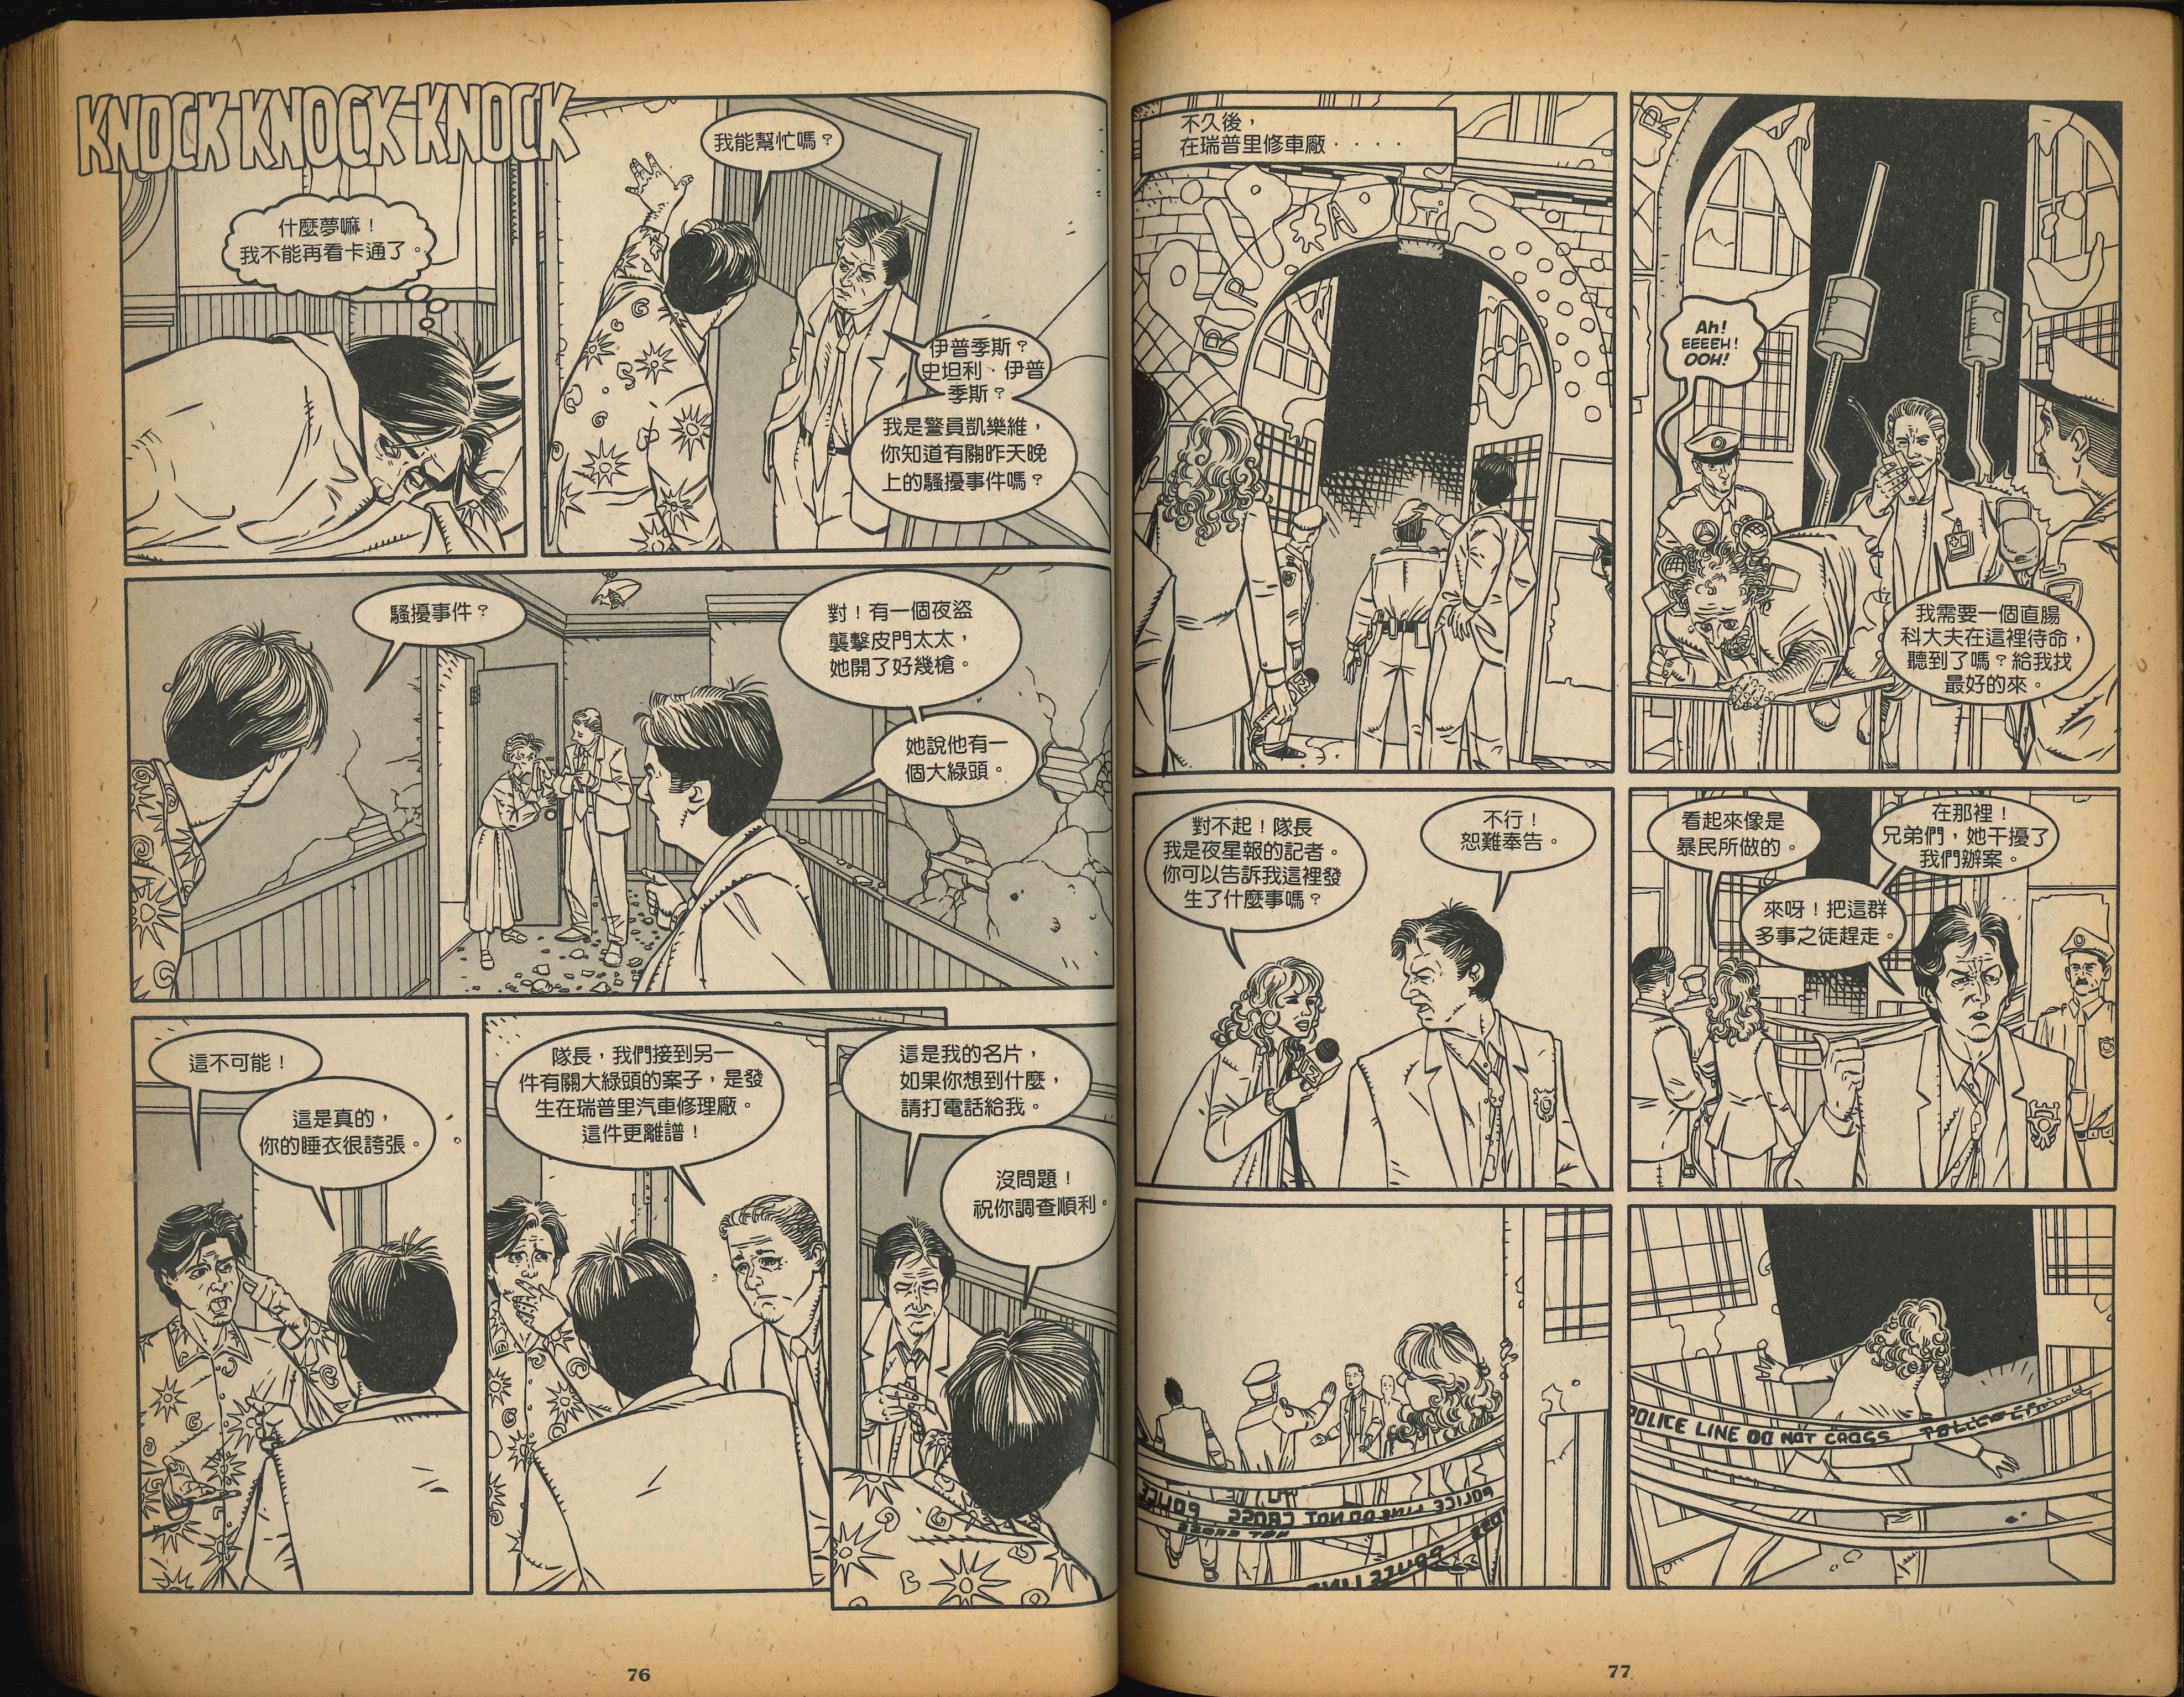 KNOCK-KNOCK-KNOCK
什麼夢嘛！
我不能再看卡通了。
我能幫忙嗎？
伊普季斯？
史坦利、伊普
季斯？
我是警員凱樂維，
你知道有關昨天晚
上的騷擾事件嗎？
騷擾事件？
對！有一個夜盜
襲擊皮門太太，
她開了好幾槍。
她說他有一
個大綠頭。
這不可能！
這是真的，
你的睡衣很誇張。
隊長，我們接到另一
件有關大綠頭的案子，是發
生在瑞普里汽車修理廠。
這件更離譜！
這是我的名片，
如果你想到什麼，
請打電話給我。
沒問題！
祝你調查順利。
76
不久後，
在瑞普里修車廠．．．．
Ah!
EEEEH!
OOH!
我需要一個直腸
科大夫在這裡待命，
聽到了嗎？給我找
最好的來。
對不起！隊長
我是夜星報的記者。
你可以告訴我這裡發
生了什麼事嗎？
不行！
恕難奉告。
12
看起來像是
暴民所做的。
在那裡！
兄弟們，她干擾了
我們辦案。
來呀！把這群
多事之徒趕走。
POLICE LINE DO NOT CROSS POLICE
POLICE LINE
POLICE LINE DO NOT CROSS
77